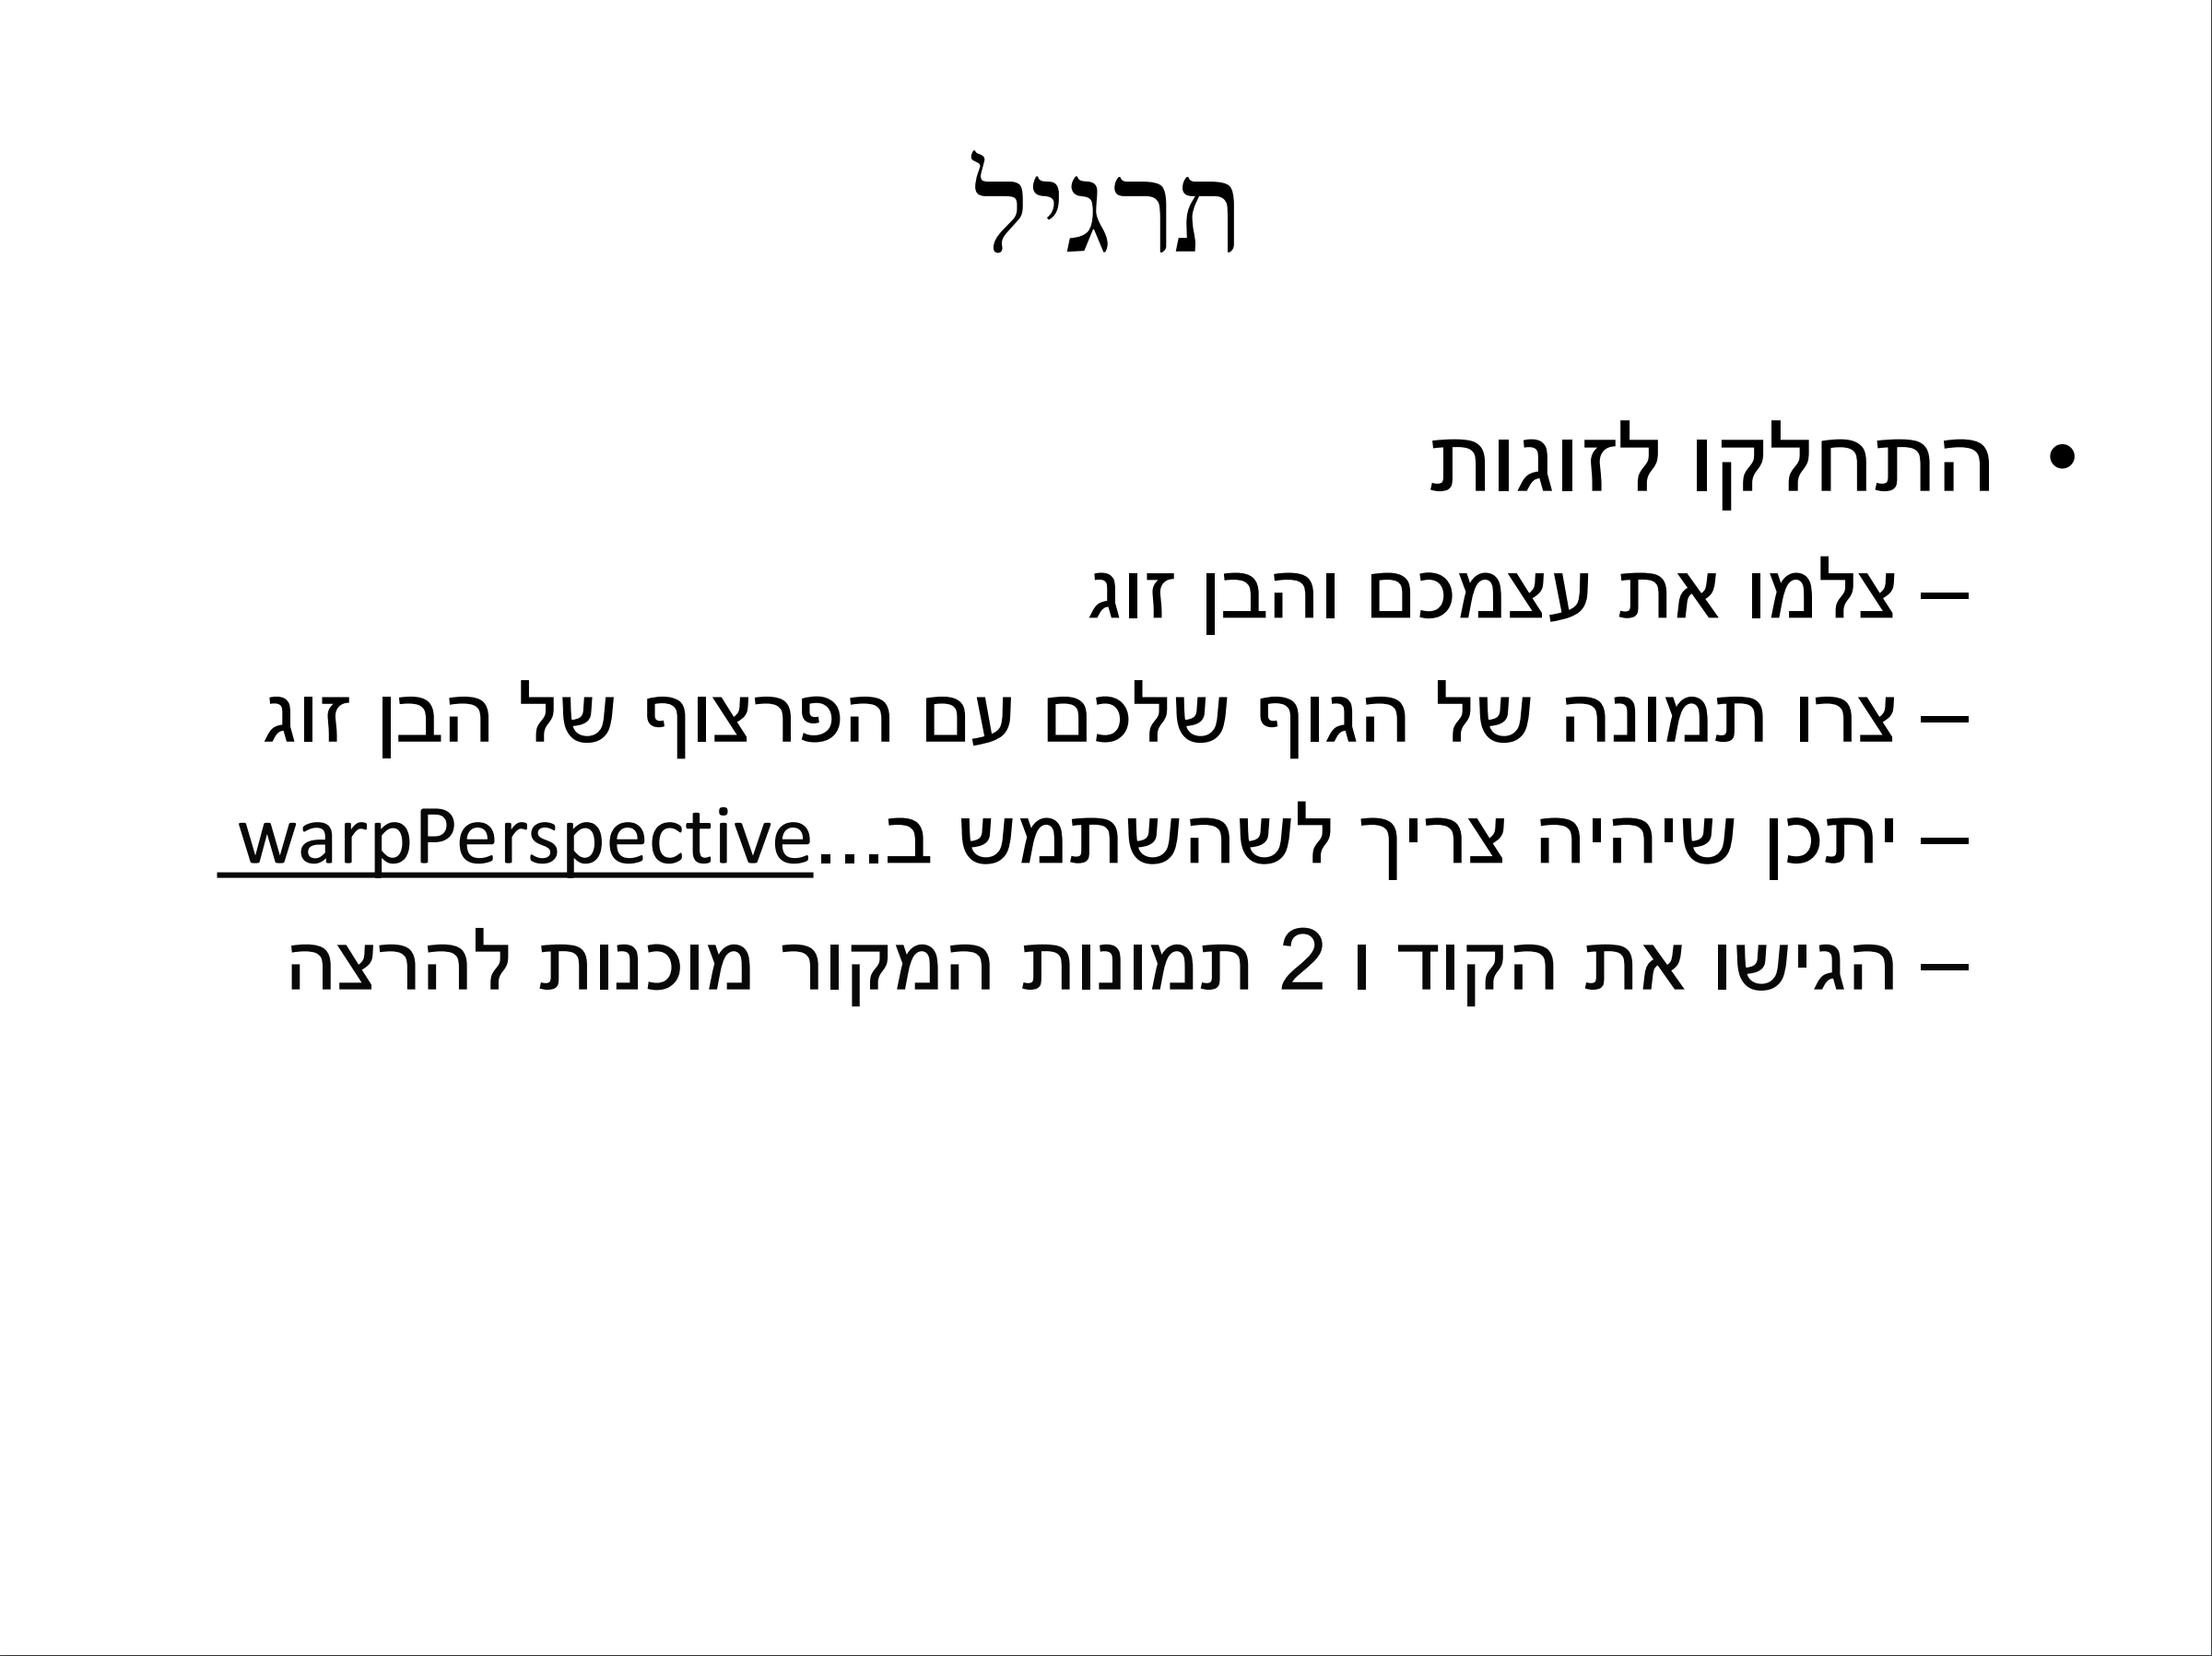 תרגיל
• התחלקו לזוגות
– צלמו את עצמכם והבן זוג
– צרו תמונה של הגוף שלכם עם הפרצוף של הבן זוג
– יתכן שיהיה צריך להשתמש ב...warpPerspective
– הגישו את הקוד ו 2 תמונות המקור מוכנות להרצה